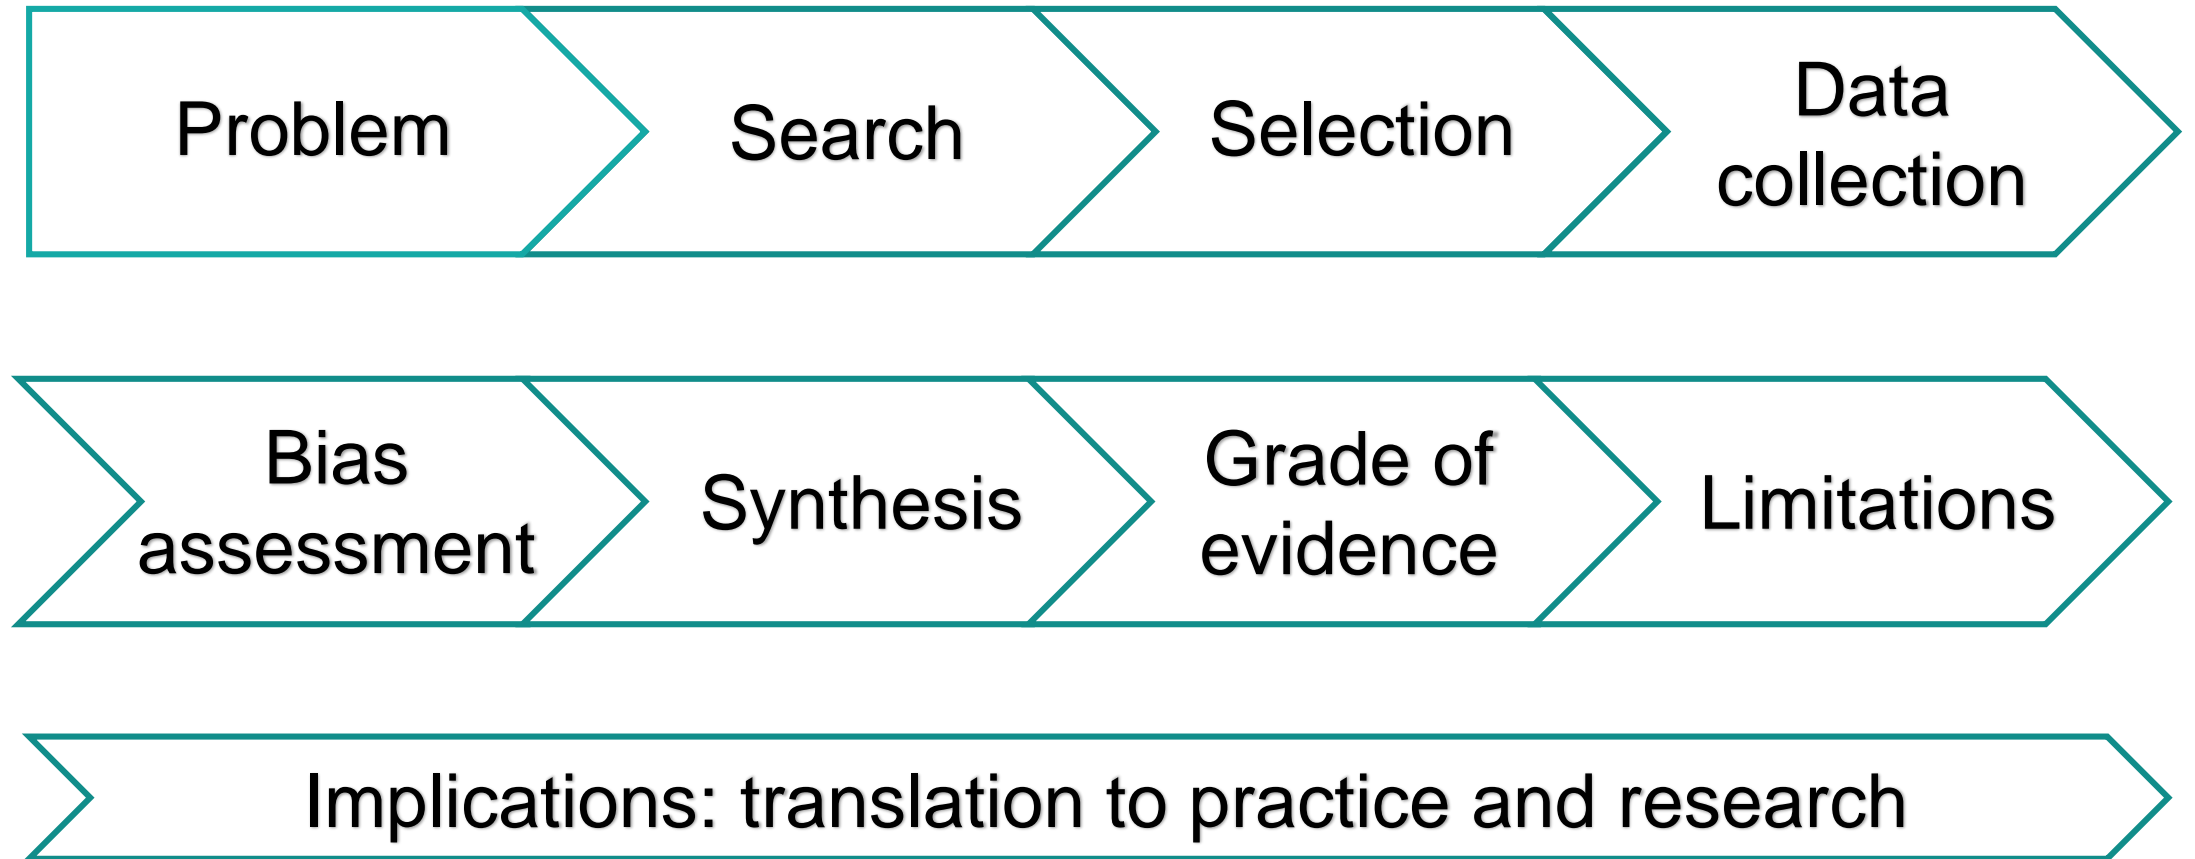 Problem
Search
Selection
Data
collection
Bias
assessment
Synthesis
Grade of
evidence
Limitations
Implications: translation to practice and research